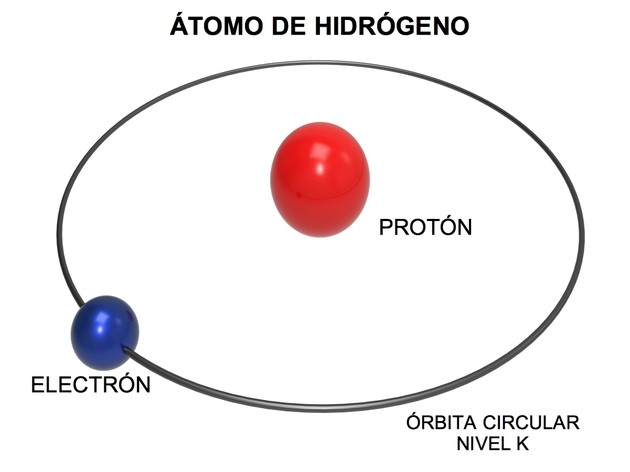 ÁTOMO DE HIDRÓGENO
PROTÓN
ELECTRÓN
ÓRBITA CIRCULAR
NIVEL K